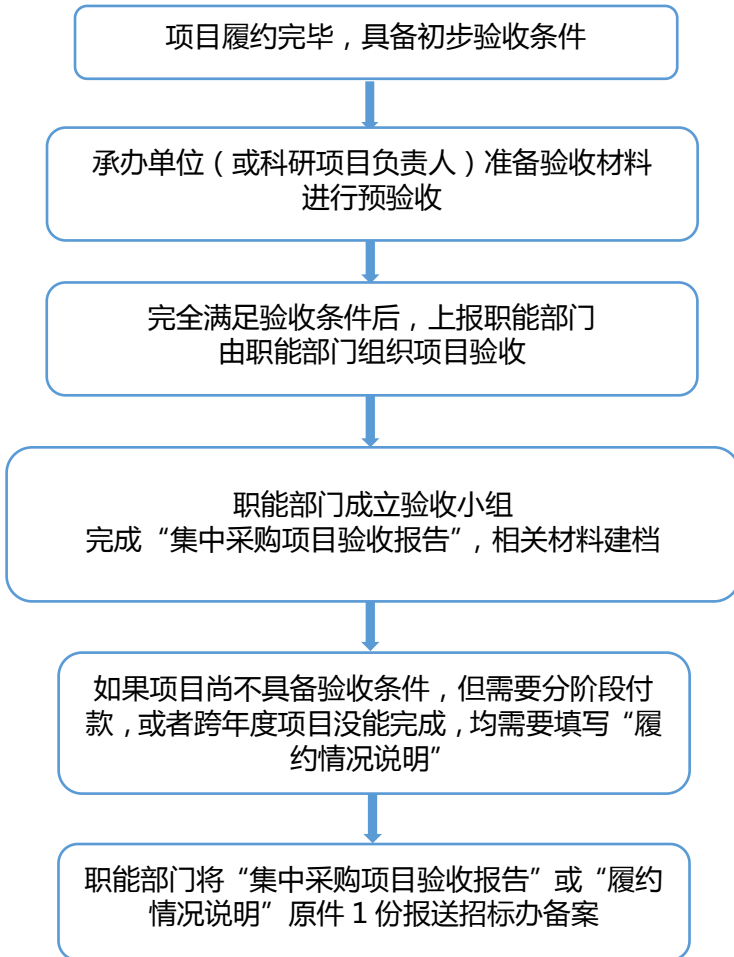 项目履约完毕，具备初步验收条件
承办单位（或科研项目负责人）准备验收材料
进行预验收
完全满足验收条件后，上报职能部门
由职能部门组织项目验收
职能部门成立验收小组
完成“集中采购项目验收报告”，相关材料建档
如果项目尚不具备验收条件，但需要分阶段付
款，或者跨年度项目没能完成，均需要填写“履
约情况说明”
职能部门将“集中采购项目验收报告”或“履约
情况说明”原件1份报送招标办备案